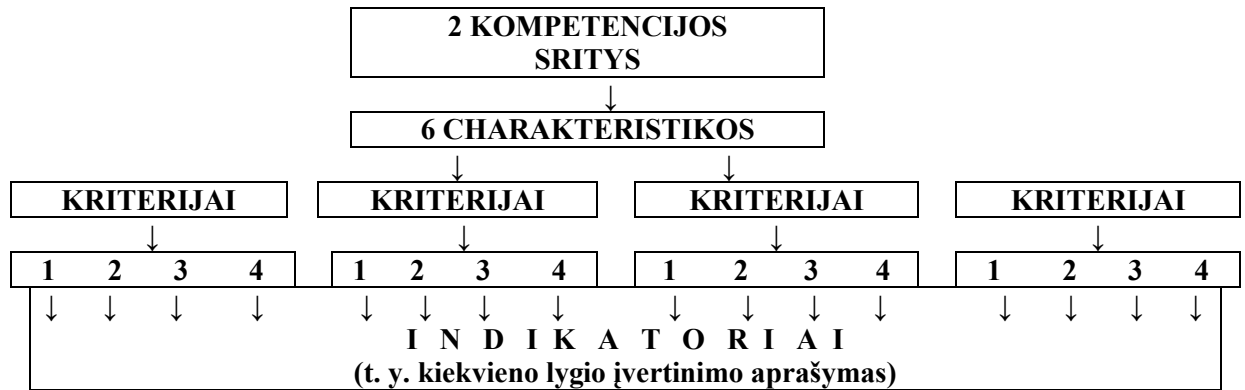 2 KOMPETENCIJOS
SRITYS
↓
6 CHARAKTERISTIKOS
↓ ↓
KRITERIJAI KRITERIJAI KRITERIJAI KRITERIJAI
↓ ↓ ↓ ↓
1 2 3 4 1 2 3 4 1 2 3 4 1 2 3 4
↓ ↓ ↓ ↓ ↓ ↓ ↓ ↓ ↓ ↓ ↓ ↓ ↓ ↓ ↓ ↓
I N D I K A T O R I A I
(t. y. kiekvieno lygio įvertinimo aprašymas)